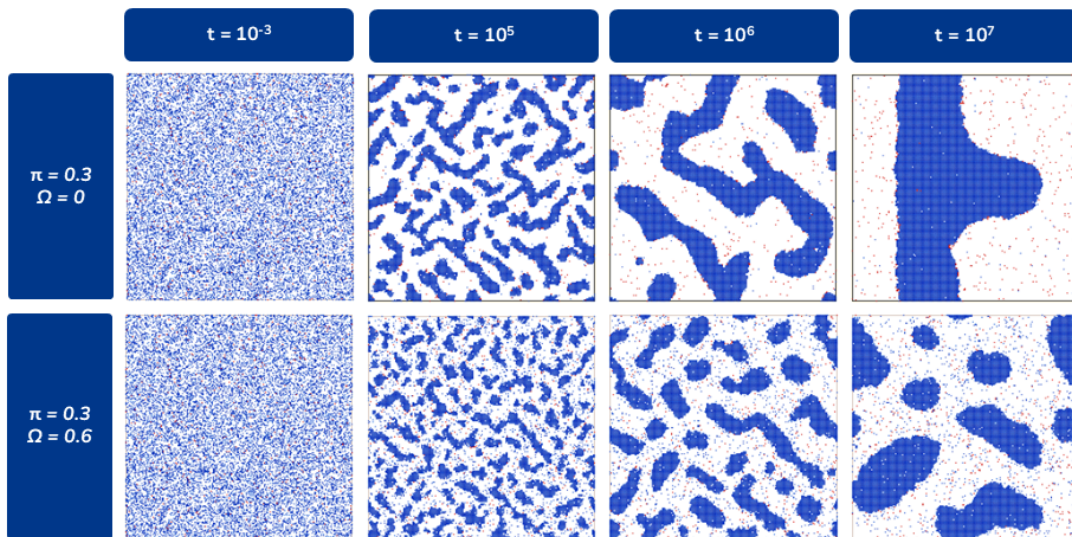 t = 10⁻³
t = 10⁵
t = 10⁶
t = 10⁷
π = 0.3
Ω = 0
π = 0.3
Ω = 0.6